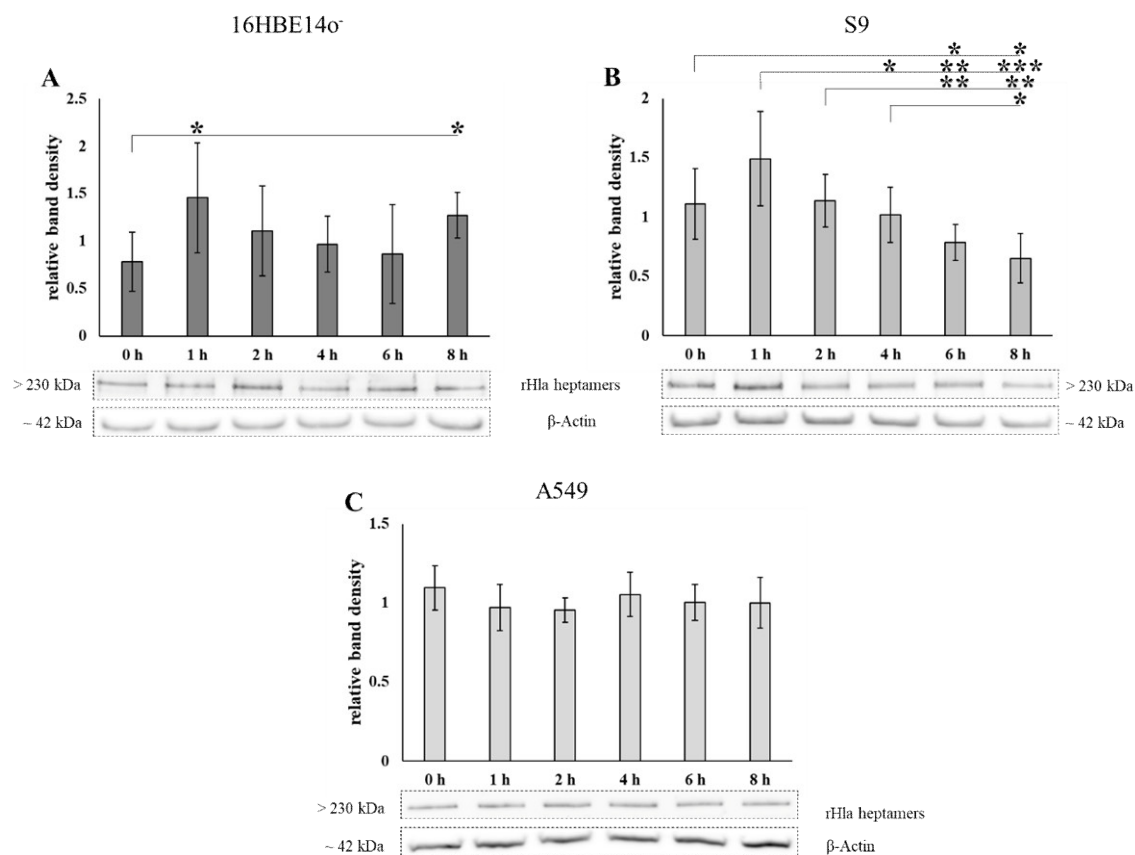 16HBE14o-
S9
A
B
* *
* ** ***
** **
*
* *
relative band density
2.5
2
1.5
1
0.5
0
0 h 1 h 2 h 4 h 6 h 8 h
relative band density
2
1.5
1
0.5
0
0 h 1 h 2 h 4 h 6 h 8 h
> 230 kDa rHla heptamers > 230 kDa
~ 42 kDa β-Actin ~ 42 kDa
A549
C
relative band density
1.5
1
0.5
0
0 h 1 h 2 h 4 h 6 h 8 h
> 230 kDa rHla heptamers
~ 42 kDa β-Actin